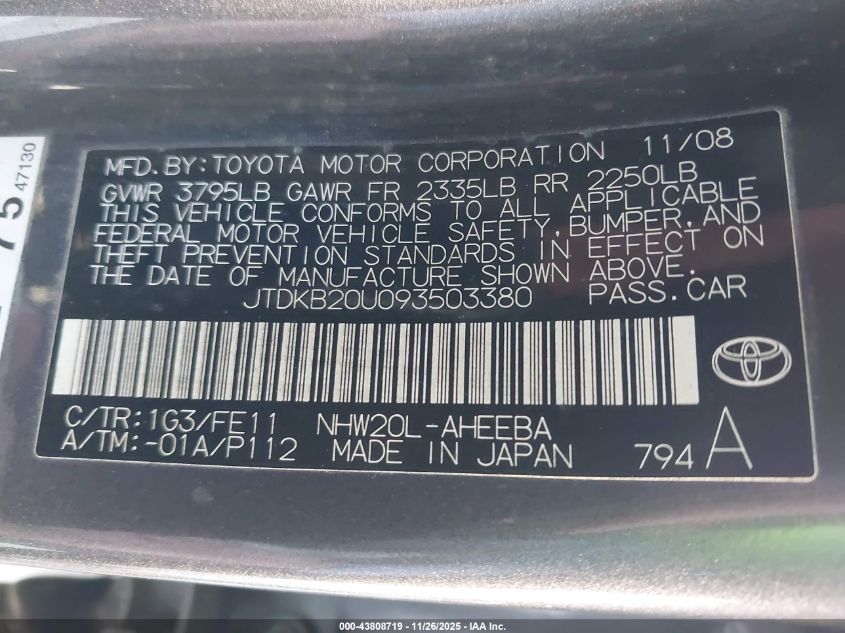 MFD.BY:TOYOTA MOTOR CORPORATION 11/08
GVWR 3795LB GAWR FR 2335LB RR 2250LB
THIS VEHICLE CONFORMS TO ALL APPLICABLE
FEDERAL MOTOR VEHICLE SAFETY,BUMPER,AND
THEFT PREVENTION STANDARDS IN EFFECT ON
THE DATE OF MANUFACTURE SHOWN ABOVE.
JTDKB20U093503380 PASS.CAR
C/TR:1G3/FE11 NHW20L-AHEEBA
A/TM:-01A/P112 MADE IN JAPAN 794 A
75
47130
000-43808719 - 11/26/2025 - IAA Inc.